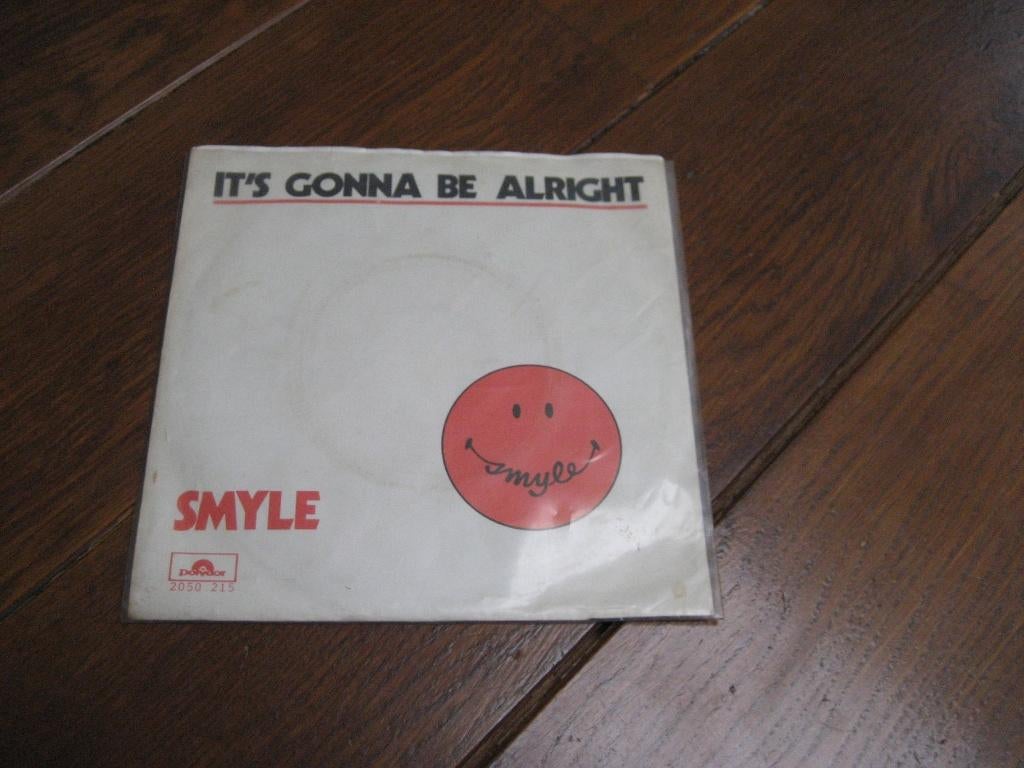 IT'S GONNA BE ALRIGHT
smyle
SMYLE
Polydor
2050 215